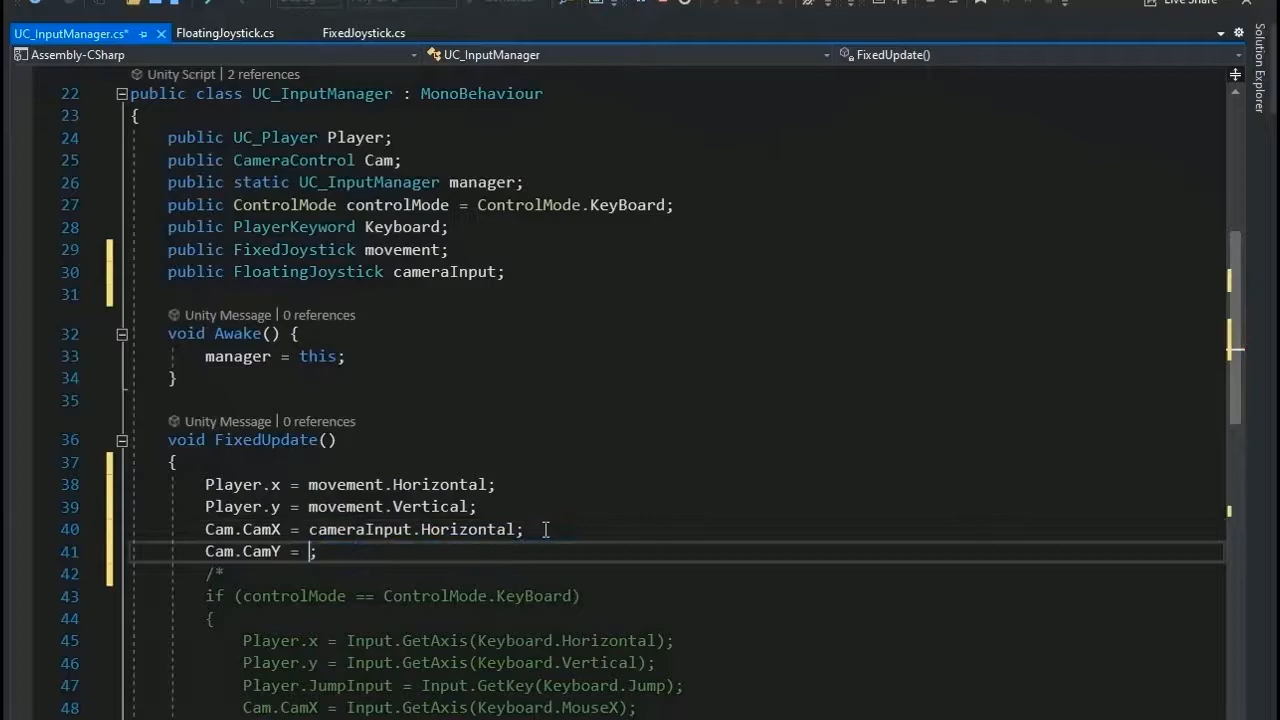 Live Share
UC_InputManager.cs* FloatingJoystick.cs FixedJoystick.cs
Assembly-CSharp UC_InputManager FixedUpdate()
Solution Explorer
Unity Script | 2 references
22 public class UC_InputManager : MonoBehaviour
23 {
24 public UC_Player Player;
25 public CameraControl Cam;
26 public static UC_InputManager manager;
27 public ControlMode controlMode = ControlMode.KeyBoard;
28 public PlayerKeyword Keyboard;
29 public FixedJoystick movement;
30 public FloatingJoystick cameraInput;
31
Unity Message | 0 references
32 void Awake() {
33 manager = this;
34 }
35
Unity Message | 0 references
36 void FixedUpdate()
37 {
38 Player.x = movement.Horizontal;
39 Player.y = movement.Vertical;
40 Cam.CamX = cameraInput.Horizontal;
41 Cam.CamY = ;
42 /*
43 if (controlMode == ControlMode.KeyBoard)
44 {
45 Player.x = Input.GetAxis(Keyboard.Horizontal);
46 Player.y = Input.GetAxis(Keyboard.Vertical);
47 Player.JumpInput = Input.GetKey(Keyboard.Jump);
48 Cam.CamX = Input.GetAxis(Keyboard.MouseX);